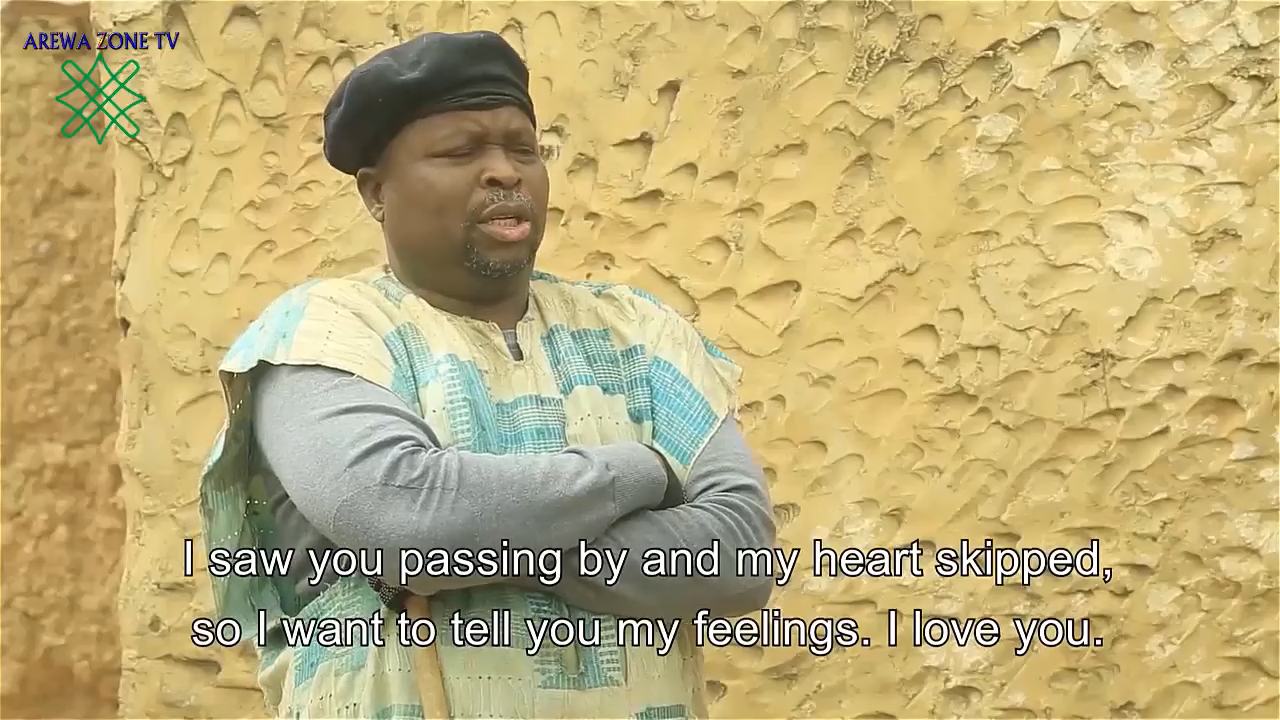 AREWA ZONE TV
I saw you passing by and my heart skipped,
so I want to tell you my feelings. I love you.